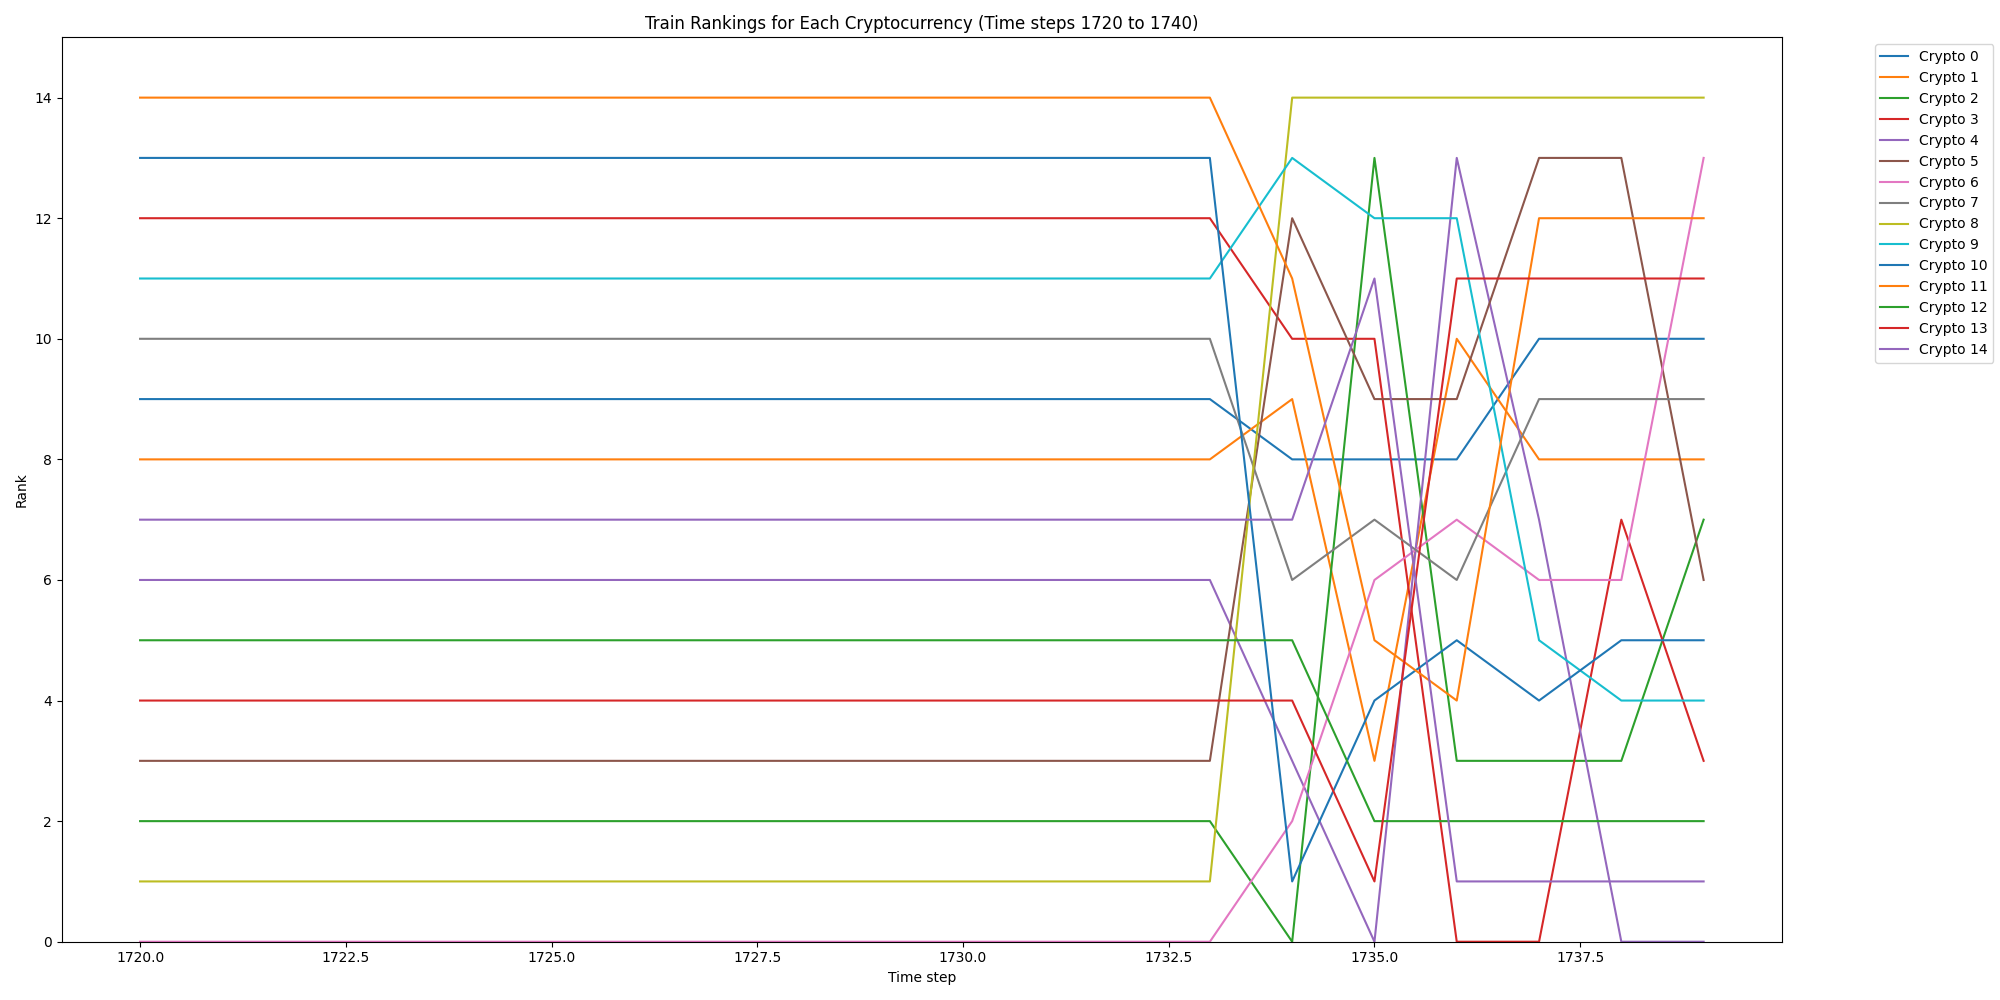 Train Rankings for Each Cryptocurrency (Time steps 1720 to 1740)
Rank
14
12
10
8
6
4
2
0
1720.0
1722.5
1725.0
1727.5
1730.0
1732.5
1735.0
1737.5
Time step
Crypto 0
Crypto 1
Crypto 2
Crypto 3
Crypto 4
Crypto 5
Crypto 6
Crypto 7
Crypto 8
Crypto 9
Crypto 10
Crypto 11
Crypto 12
Crypto 13
Crypto 14